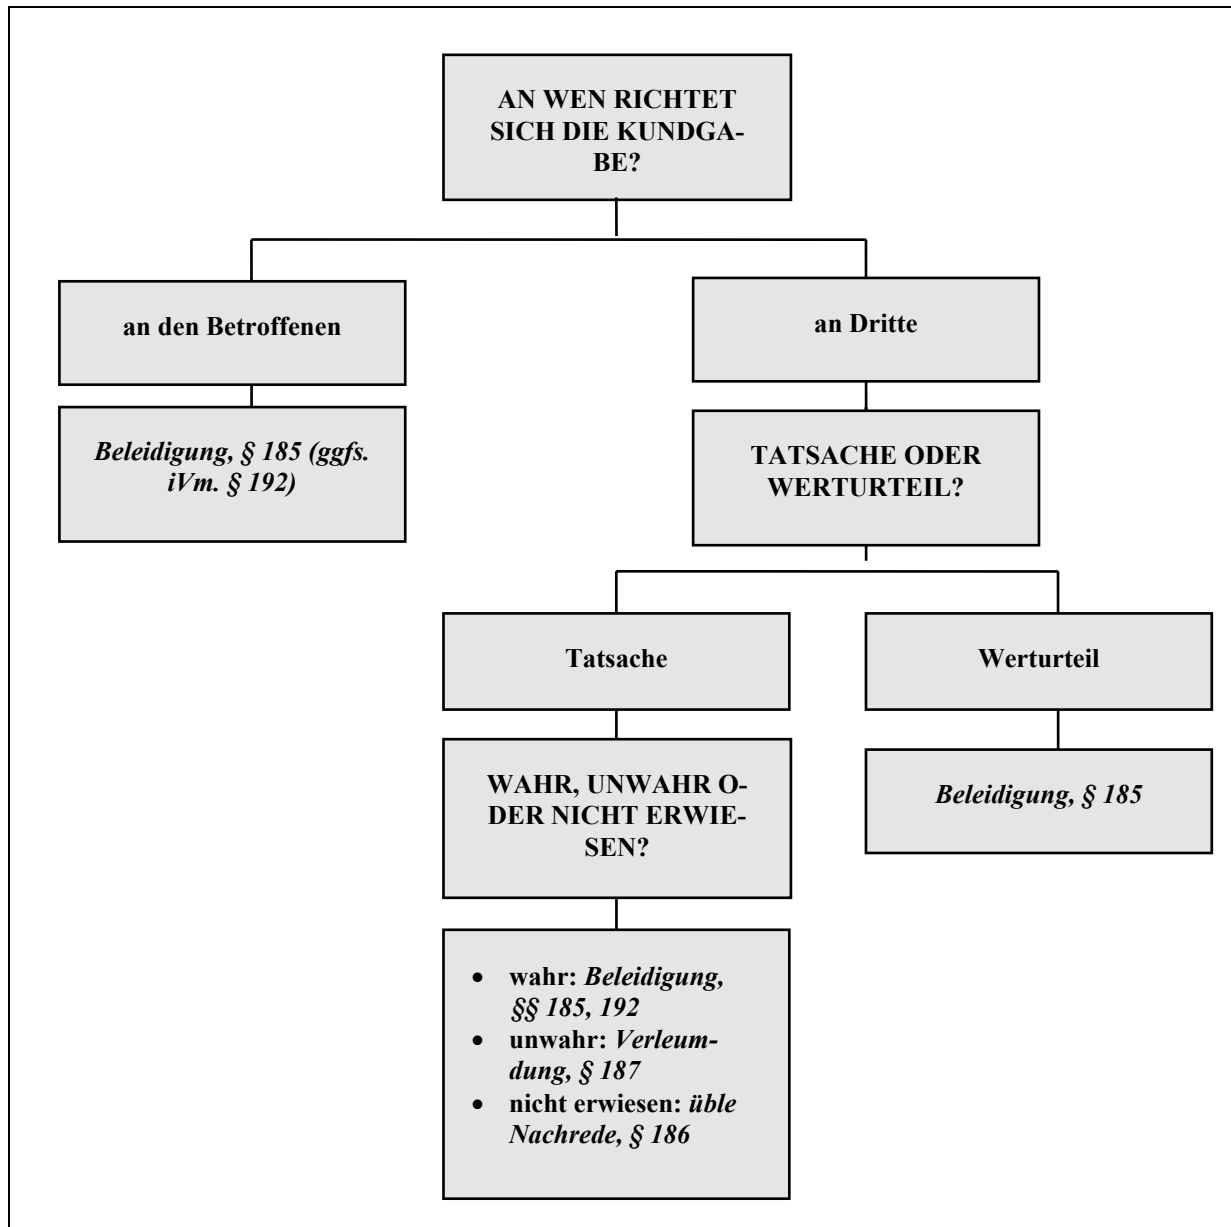 AN WEN RICHTET
SICH DIE KUNDGA-
BE?
an den Betroffenen
an Dritte
Beleidigung, § 185 (ggfs.
iVm. § 192)
TATSACHE ODER
WERTURTEIL?
Tatsache
Werturteil
WAHR, UNWAHR O-
DER NICHT ERWIE-
SEN?
Beleidigung, § 185
• wahr: Beleidigung,
§§ 185, 192
• unwahr: Verleum-
dung, § 187
• nicht erwiesen: üble
Nachrede, § 186